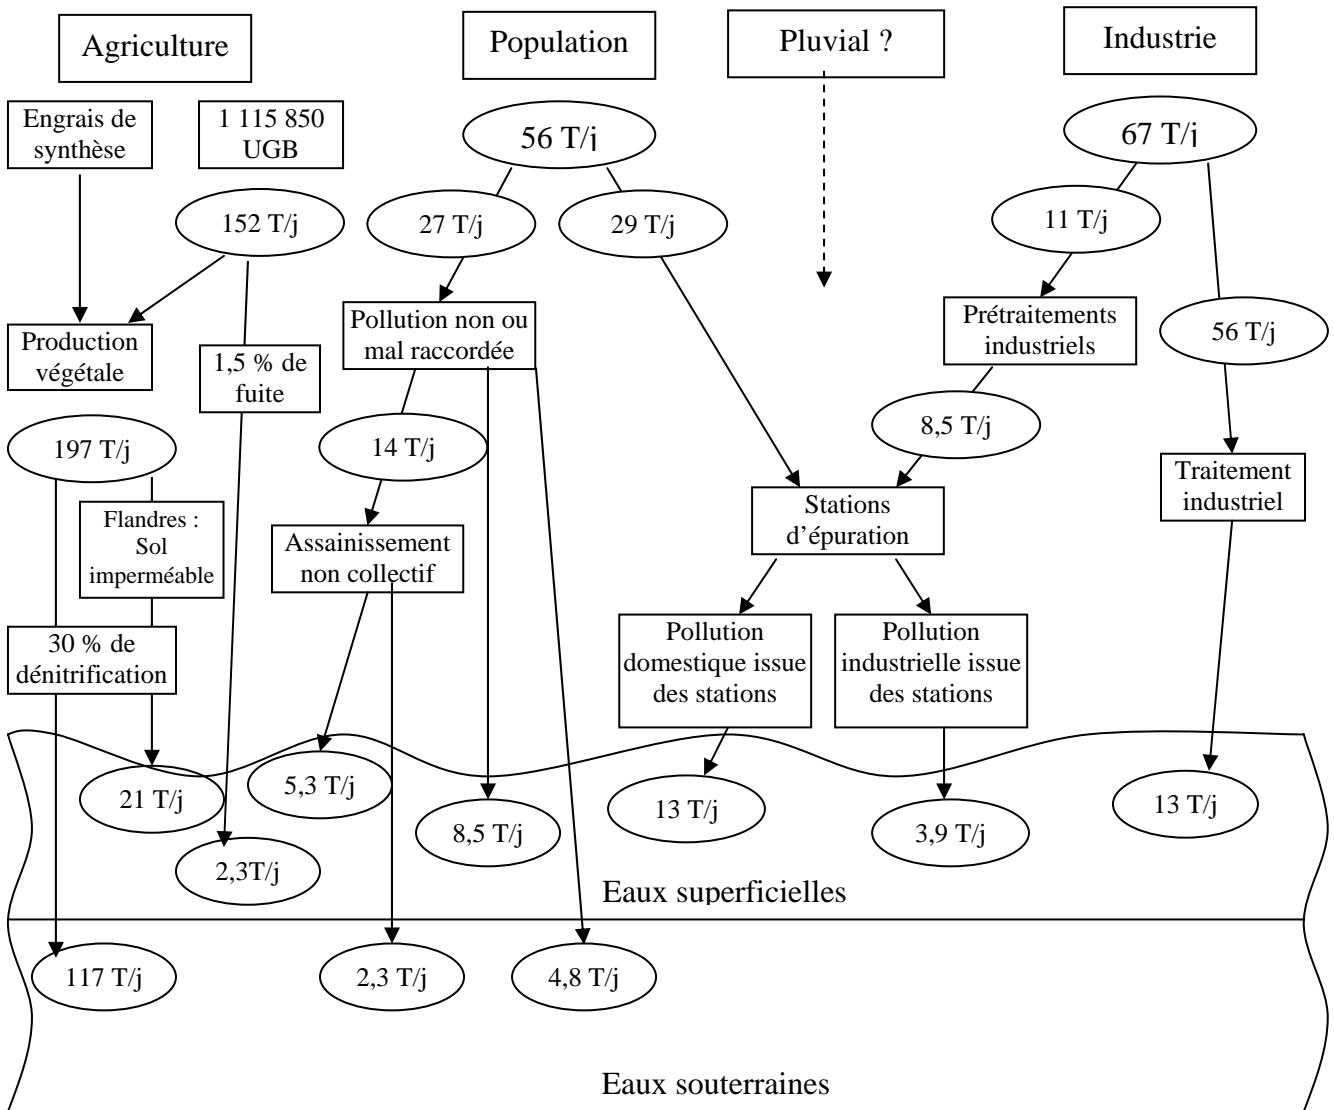 Agriculture
Population
Pluvial ?
Industrie
Engrais de
synthèse
1 115 850
UGB
56 T/j
67 T/j
152 T/j
27 T/j
29 T/j
11 T/j
Production
végétale
1,5 % de
fuite
Pollution non ou
mal raccordée
Prétraitements
industriels
56 T/j
197 T/j
14 T/j
8,5 T/j
Flandres :
Sol
imperméable
Assainissement
non collectif
Stations
d’épuration
Traitement
industriel
30 % de
dénitrification
Pollution
domestique issue
des stations
Pollution
industrielle issue
des stations
21 T/j
5,3 T/j
8,5 T/j
13 T/j
3,9 T/j
13 T/j
2,3T/j
Eaux superficielles
117 T/j
2,3 T/j
4,8 T/j
Eaux souterraines